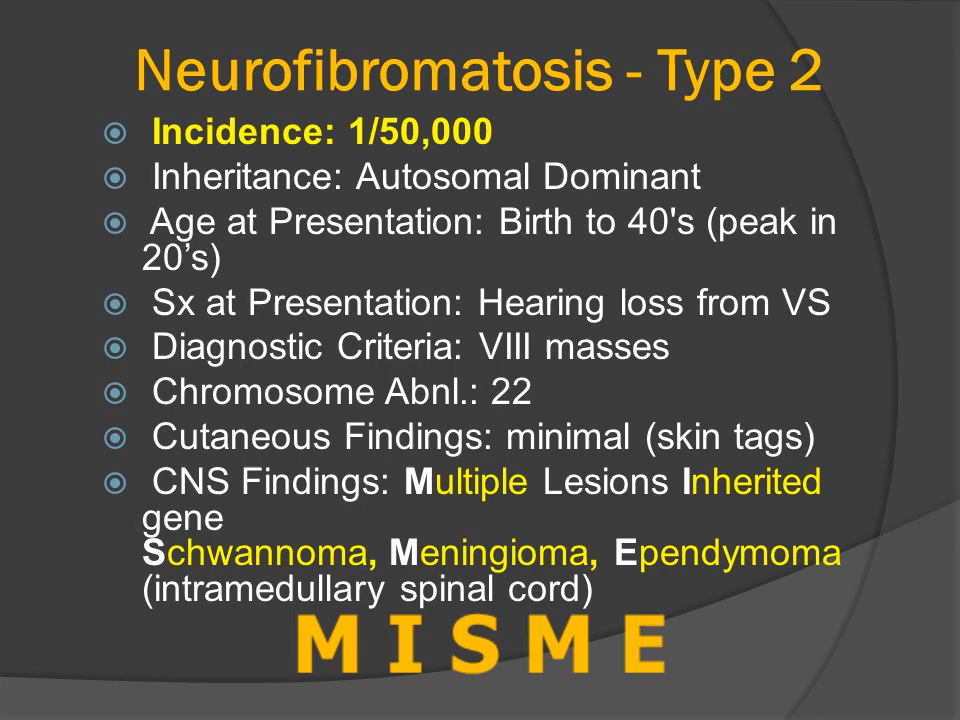 Neurofibromatosis - Type 2
Incidence: 1/50,000
Inheritance: Autosomal Dominant
Age at Presentation: Birth to 40's (peak in
20’s)
Sx at Presentation: Hearing loss from VS
Diagnostic Criteria: VIII masses
Chromosome Abnl.: 22
Cutaneous Findings: minimal (skin tags)
CNS Findings: Multiple Lesions Inherited
gene
Schwannoma, Meningioma, Ependymoma
(intramedullary spinal cord)
M I S M E